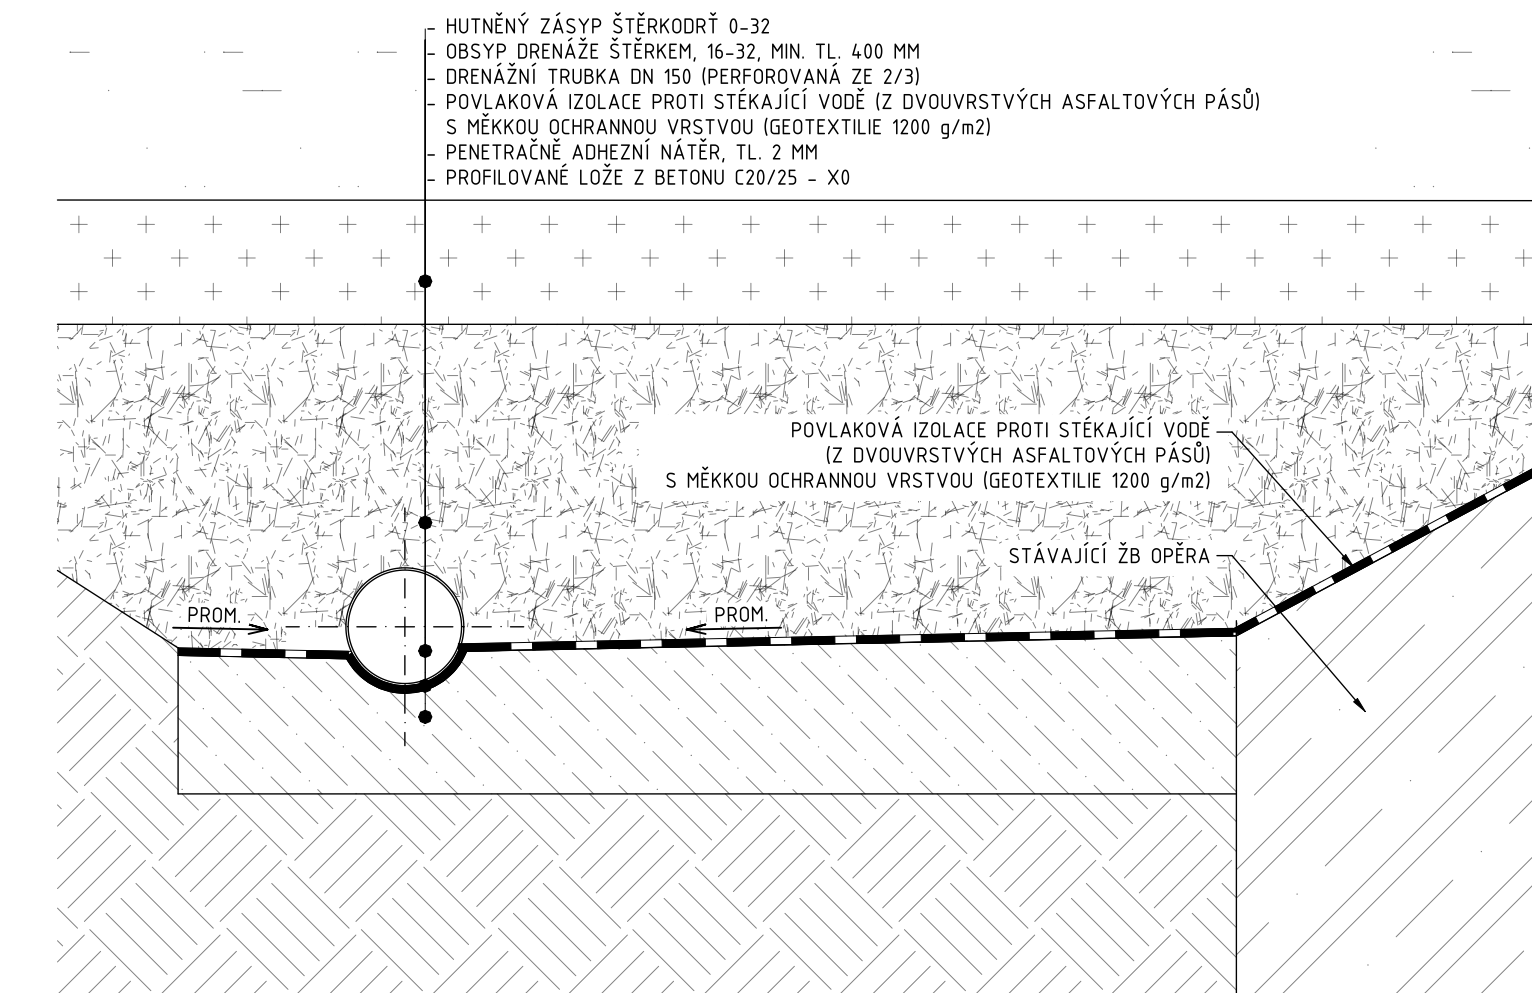 - HUTNĚNÝ ZÁSYP ŠTĚRKODRŤ 0-32
- OBSYP DRENÁŽE ŠTĚRKEM, 16-32, MIN. TL. 400 MM
- DRENÁŽNÍ TRUBKA DN 150 (PERFOROVANÁ ZE 2/3)
- POVLAKOVÁ IZOLACE PROTI STÉKAJÍCÍ VODĚ (Z DVOUVRSTVÝCH ASFALTOVÝCH PÁSŮ)
S MĚKKOU OCHRANNOU VRSTVOU (GEOTEXTILIE 1200 g/m2)
- PENETRAČNĚ ADHEZNÍ NÁTĚR, TL. 2 MM
- PROFILOVANÉ LOŽE Z BETONU C20/25 - X0
POVLAKOVÁ IZOLACE PROTI STÉKAJÍCÍ VODĚ
(Z DVOUVRSTVÝCH ASFALTOVÝCH PÁSŮ)
S MĚKKOU OCHRANNOU VRSTVOU (GEOTEXTILIE 1200 g/m2)
STÁVAJÍCÍ ŽB OPĚRA
PROM.
PROM.